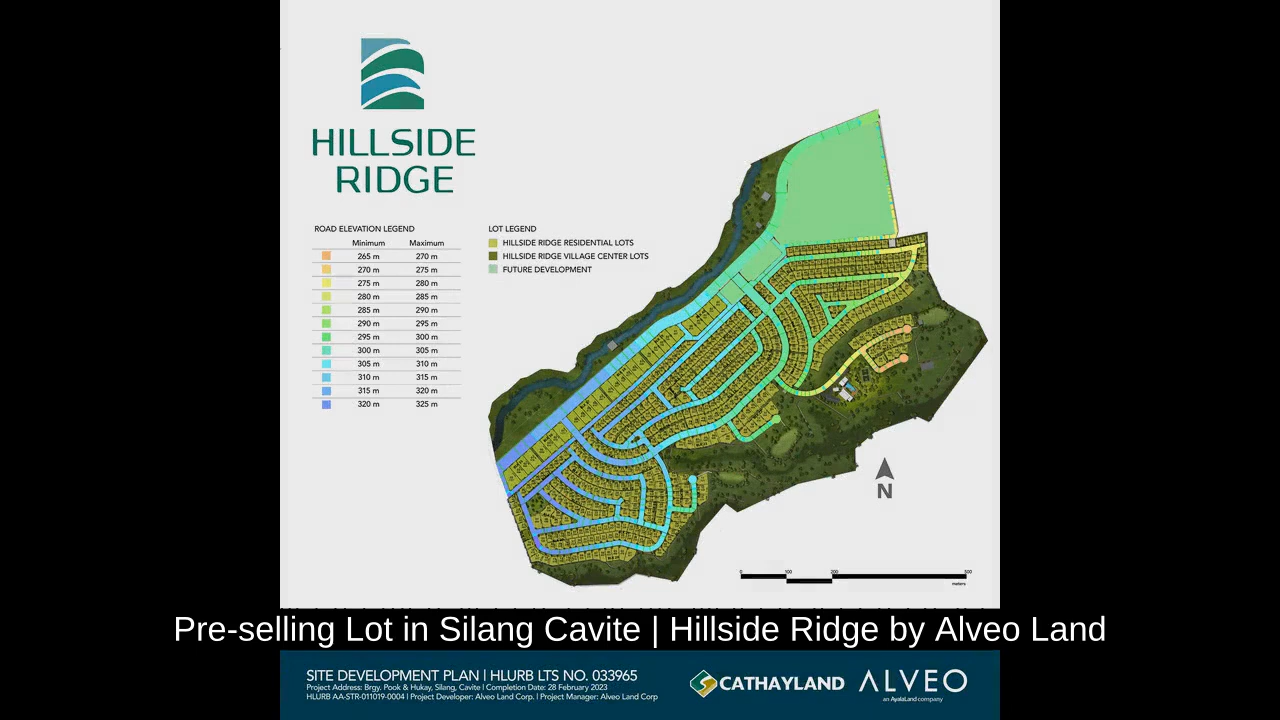 HILLSIDE
RIDGE
ROAD ELEVATION LEGEND
Minimum Maximum
265 m 270 m
270 m 275 m
275 m 280 m
280 m 285 m
285 m 290 m
290 m 295 m
295 m 300 m
300 m 305 m
305 m 310 m
310 m 315 m
315 m 320 m
320 m 325 m
LOT LEGEND
HILLSIDE RIDGE RESIDENTIAL LOTS
HILLSIDE RIDGE VILLAGE CENTER LOTS
FUTURE DEVELOPMENT
N
0 100 200 500
meters
Pre-selling Lot in Silang Cavite | Hillside Ridge by Alveo Land
SITE DEVELOPMENT PLAN | HLURB LTS NO. 033965
Project Address: Brgy. Pook & Hukay, Silang, Cavite | Completion Date: 28 February 2023
HLURB AA-STR-011019-0004 | Project Developer: Alveo Land Corp. | Project Manager: Alveo Land Corp
CATHAYLAND
ALVEO
an AyalaLand company